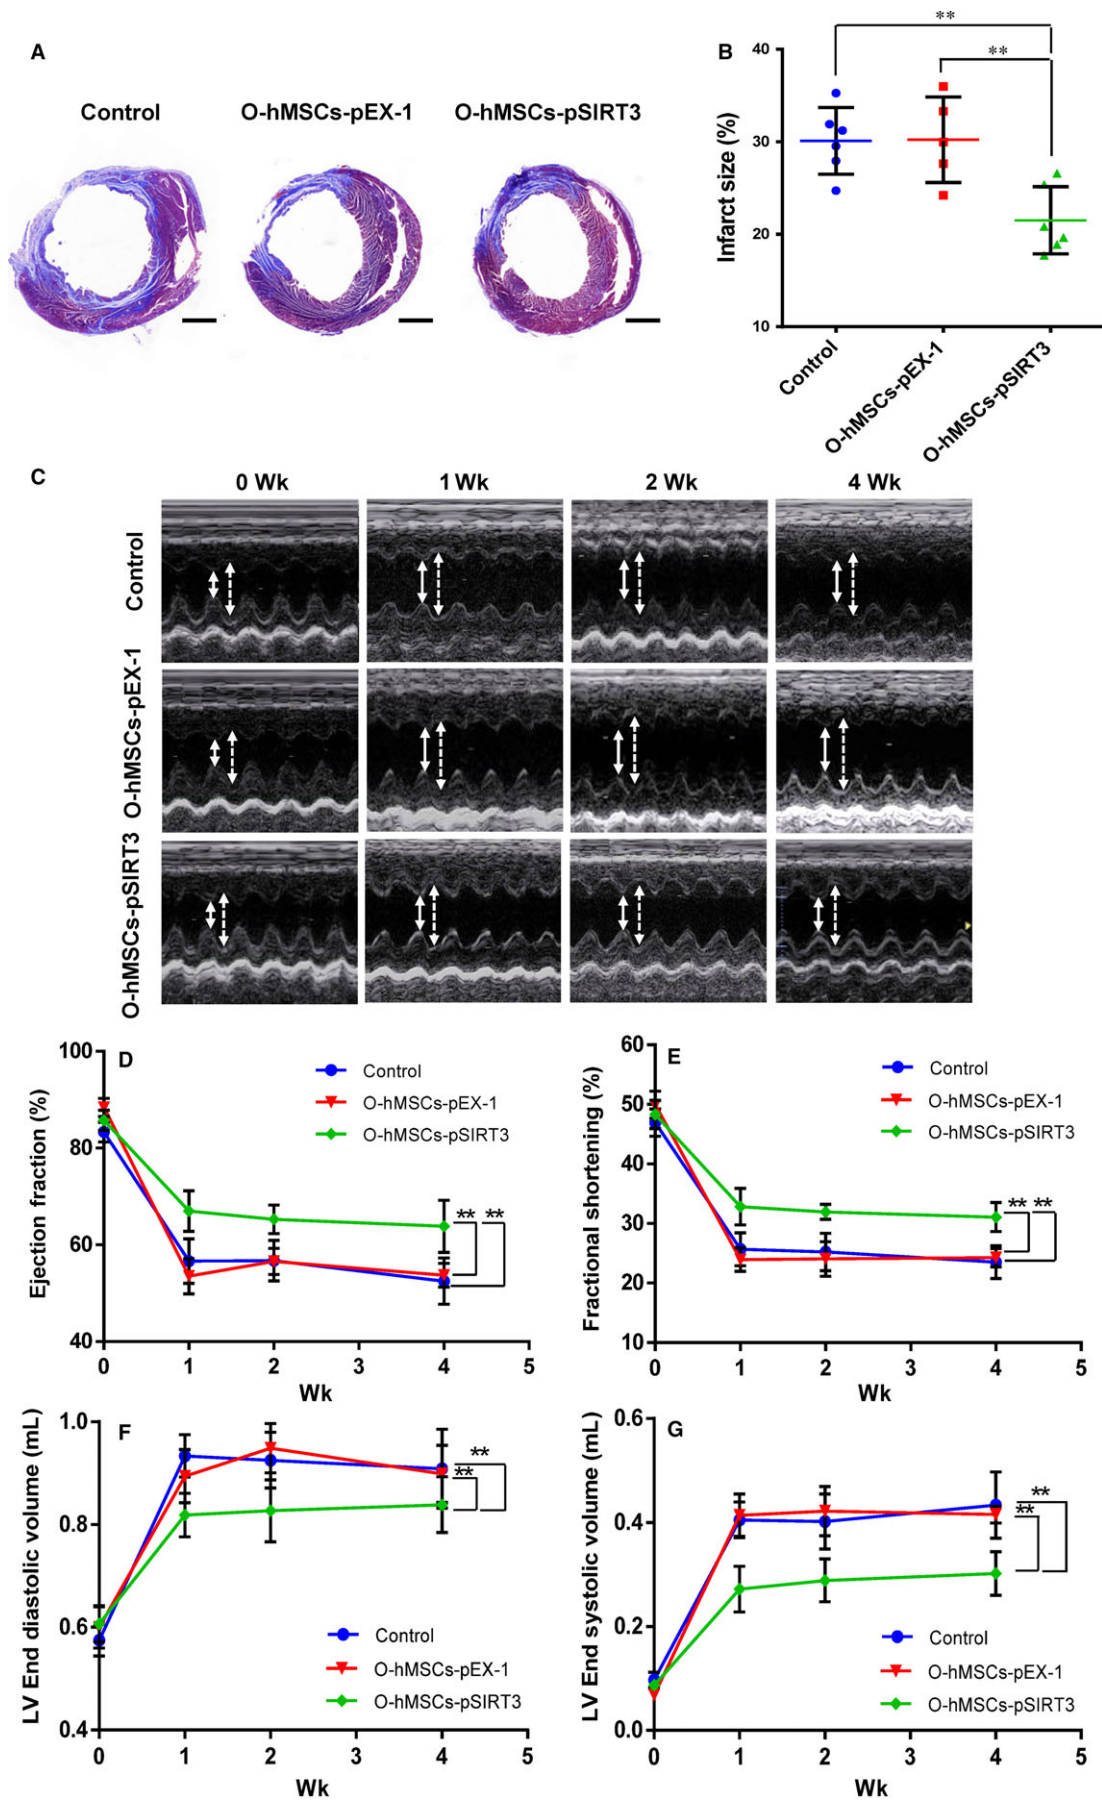 A
Control
O-hMSCs-pEX-1
O-hMSCs-pSIRT3
B
**
**
Infarct size (%)
40
30
20
10
Control
O-hMSCs-pEX-1
O-hMSCs-pSIRT3
C
0 Wk
1 Wk
2 Wk
4 Wk
Control
O-hMSCs-pEX-1
O-hMSCs-pSIRT3
D
Ejection fraction (%)
100
80
60
40
0
1
2
3
4
5
Wk
Control
O-hMSCs-pEX-1
O-hMSCs-pSIRT3
** **
E
Fractional shortening (%)
60
50
40
30
20
10
0
1
2
3
4
5
Wk
Control
O-hMSCs-pEX-1
O-hMSCs-pSIRT3
** **
F
LV End diastolic volume (mL)
1.0
0.8
0.6
0.4
0
1
2
3
4
5
Wk
**
**
Control
O-hMSCs-pEX-1
O-hMSCs-pSIRT3
G
LV End systolic volume (mL)
0.6
0.4
0.2
0.0
0
1
2
3
4
5
Wk
**
**
Control
O-hMSCs-pEX-1
O-hMSCs-pSIRT3